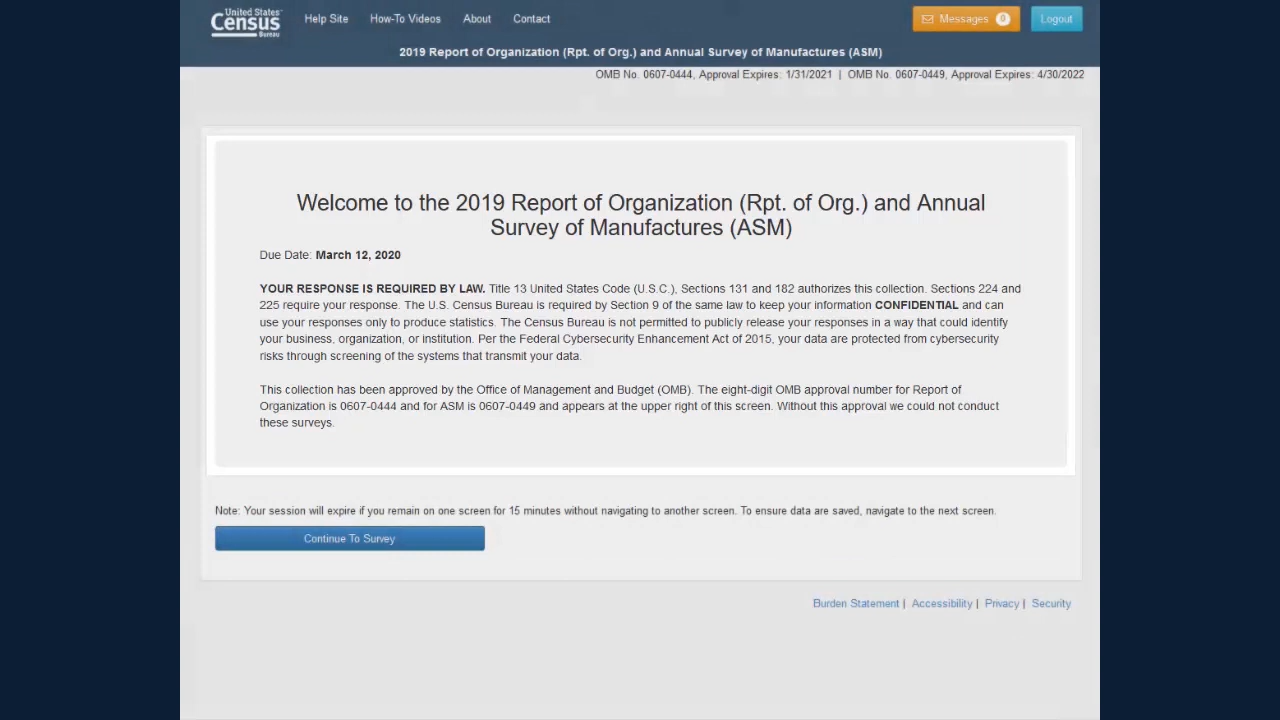 United States™
Census
Bureau
Help Site How-To Videos About Contact Messages 0 Logout
2019 Report of Organization (Rpt. of Org.) and Annual Survey of Manufactures (ASM)
OMB No. 0607-0444, Approval Expires: 1/31/2021 | OMB No. 0607-0449, Approval Expires: 4/30/2022
Welcome to the 2019 Report of Organization (Rpt. of Org.) and Annual
Survey of Manufactures (ASM)
Due Date: March 12, 2020
YOUR RESPONSE IS REQUIRED BY LAW. Title 13 United States Code (U.S.C.), Sections 131 and 182 authorizes this collection. Sections 224 and
225 require your response. The U.S. Census Bureau is required by Section 9 of the same law to keep your information CONFIDENTIAL and can
use your responses only to produce statistics. The Census Bureau is not permitted to publicly release your responses in a way that could identify
your business, organization, or institution. Per the Federal Cybersecurity Enhancement Act of 2015, your data are protected from cybersecurity
risks through screening of the systems that transmit your data.
This collection has been approved by the Office of Management and Budget (OMB). The eight-digit OMB approval number for Report of
Organization is 0607-0444 and for ASM is 0607-0449 and appears at the upper right of this screen. Without this approval we could not conduct
these surveys.
Note: Your session will expire if you remain on one screen for 15 minutes without navigating to another screen. To ensure data are saved, navigate to the next screen.
Continue To Survey
Burden Statement | Accessibility | Privacy | Security